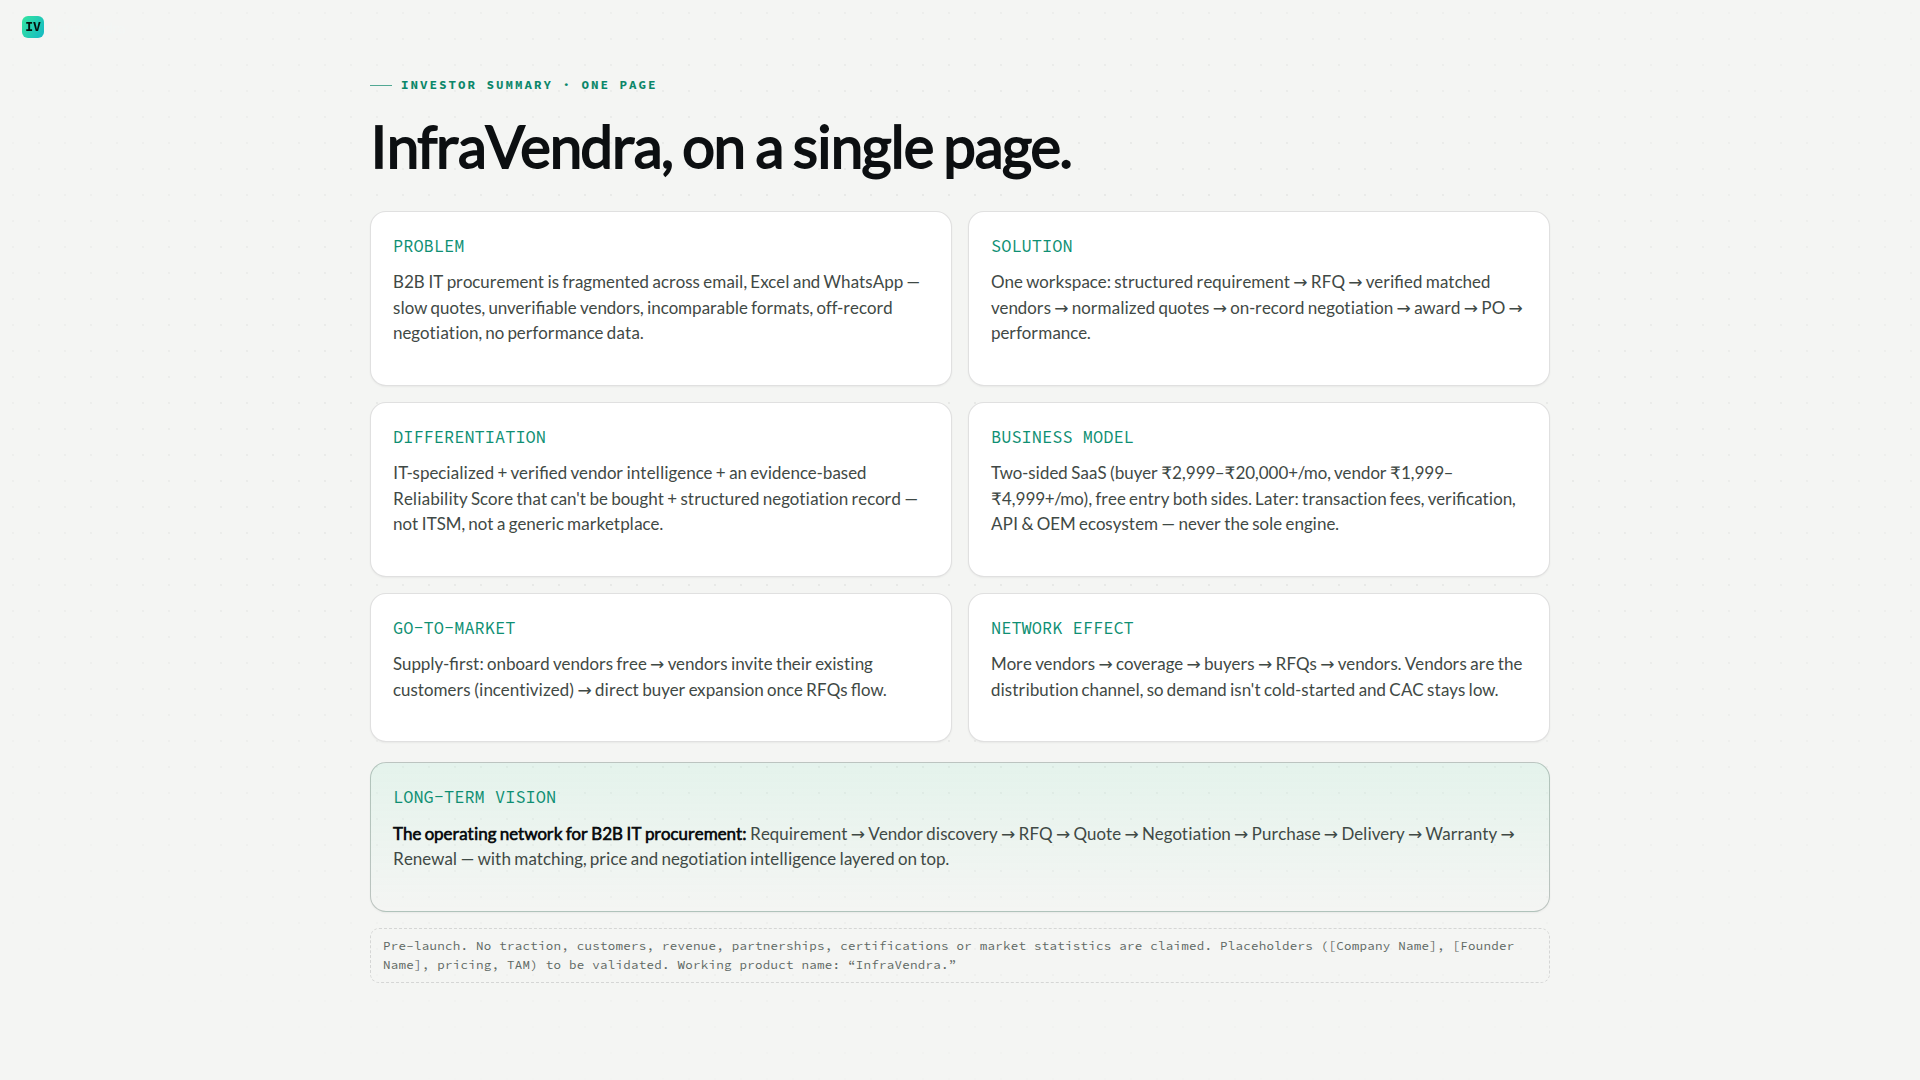 IV
INVESTOR SUMMARY · ONE PAGE
InfraVendra, on a single page.
PROBLEM
B2B IT procurement is fragmented across email, Excel and WhatsApp —
slow quotes, unverifiable vendors, incomparable formats, off-record
negotiation, no performance data.
SOLUTION
One workspace: structured requirement → RFQ → verified matched
vendors → normalized quotes → on-record negotiation → award → PO →
performance.
DIFFERENTIATION
IT-specialized + verified vendor intelligence + an evidence-based
Reliability Score that can't be bought + structured negotiation record —
not ITSM, not a generic marketplace.
BUSINESS MODEL
Two-sided SaaS (buyer ₹2,999–₹20,000+/mo, vendor ₹1,999–
₹4,999+/mo), free entry both sides. Later: transaction fees, verification,
API & OEM ecosystem — never the sole engine.
GO-TO-MARKET
Supply-first: onboard vendors free → vendors invite their existing
customers (incentivized) → direct buyer expansion once RFQs flow.
NETWORK EFFECT
More vendors → coverage → buyers → RFQs → vendors. Vendors are the
distribution channel, so demand isn't cold-started and CAC stays low.
LONG-TERM VISION
The operating network for B2B IT procurement: Requirement → Vendor discovery → RFQ → Quote → Negotiation → Purchase → Delivery → Warranty →
Renewal — with matching, price and negotiation intelligence layered on top.
Pre-launch. No traction, customers, revenue, partnerships, certifications or market statistics are claimed. Placeholders ([Company Name], [Founder
Name], pricing, TAM) to be validated. Working product name: “InfraVendra.”